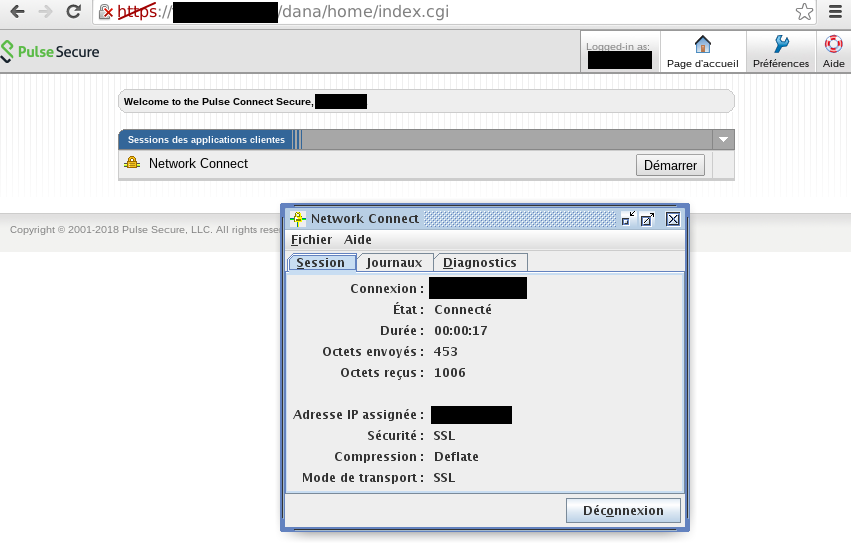 https://
/dana/home/index.cgi
Pulse Secure
Logged-in as:
Page d'accueil
Préférences
Aide
Welcome to the Pulse Connect Secure,
Sessions des applications clientes
Network Connect
Démarrer
Copyright © 2001-2018 Pulse Secure, LLC. All rights
Network Connect
Fichier Aide
Session Journaux Diagnostics
Connexion :
État : Connecté
Durée : 00:00:17
Octets envoyés : 453
Octets reçus : 1006
Adresse IP assignée :
Sécurité : SSL
Compression : Deflate
Mode de transport : SSL
Déconnexion